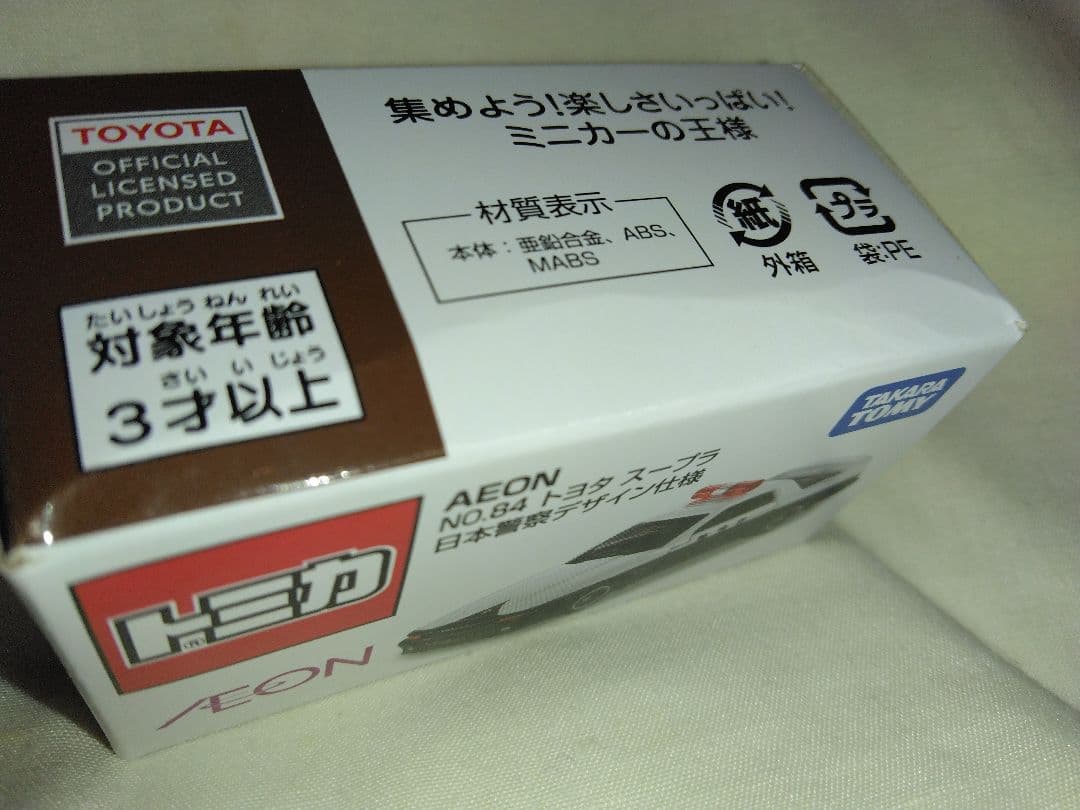 TOYOTA
OFFICIAL
LICENSED
PRODUCT
集めよう!楽しさいっぱい!
ミニカーの王様
材質表示
本体:亜鉛合金、ABS、
MABS
紙
外箱
プラ
袋:PE
たいしょうねんれい
対象年齢
さいいじょう
3才以上
TAKARA
TOMY
AEON
NO.84 トヨタ スープラ
日本警察デザイン仕様
トミカ
®
ÆON